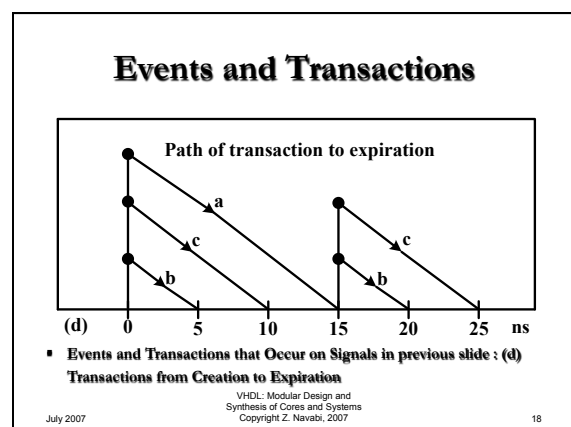 Events and Transactions
Path of transaction to expiration
a
c
c
b
b
(d) 0 5 10 15 20 25 ns
▪ Events and Transactions that Occur on Signals in previous slide : (d)
Transactions from Creation to Expiration
July 2007
VHDL: Modular Design and
Synthesis of Cores and Systems
Copyright Z. Navabi, 2007
18